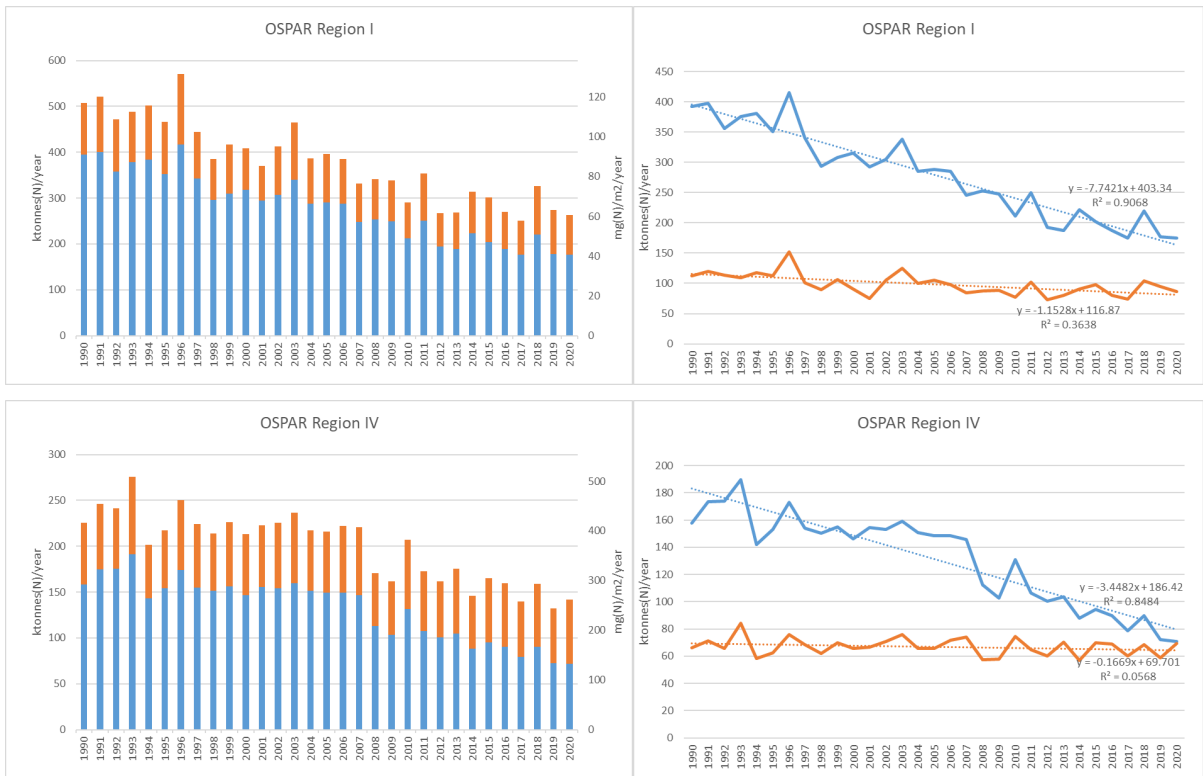 OSPAR Region I
600
500
400
300
200
100
0
ktonnes(N)/year
120
100
80
60
40
20
0
mg(N)/m2/year
1990 1991 1992 1993 1994 1995 1996 1997 1998 1999 2000 2001 2002 2003 2004 2005 2006 2007 2008 2009 2010 2011 2012 2013 2014 2015 2016 2017 2018 2019 2020
OSPAR Region I
450
400
350
300
250
200
150
100
50
0
ktonnes(N)/year
y = -7.7421x + 403.34
R² = 0.9068
y = -1.1528x + 116.87
R² = 0.3638
1990 1991 1992 1993 1994 1995 1996 1997 1998 1999 2000 2001 2002 2003 2004 2005 2006 2007 2008 2009 2010 2011 2012 2013 2014 2015 2016 2017 2018 2019 2020
OSPAR Region IV
300
250
200
150
100
50
0
ktonnes(N)/year
500
400
300
200
100
0
mg(N)/m2/year
1990 1991 1992 1993 1994 1995 1996 1997 1998 1999 2000 2001 2002 2003 2004 2005 2006 2007 2008 2009 2010 2011 2012 2013 2014 2015 2016 2017 2018 2019 2020
OSPAR Region IV
200
180
160
140
120
100
80
60
40
20
0
ktonnes(N)/year
y = -3.4482x + 186.42
R² = 0.8484
y = -0.1669x + 69.701
R² = 0.0568
1990 1991 1992 1993 1994 1995 1996 1997 1998 1999 2000 2001 2002 2003 2004 2005 2006 2007 2008 2009 2010 2011 2012 2013 2014 2015 2016 2017 2018 2019 2020